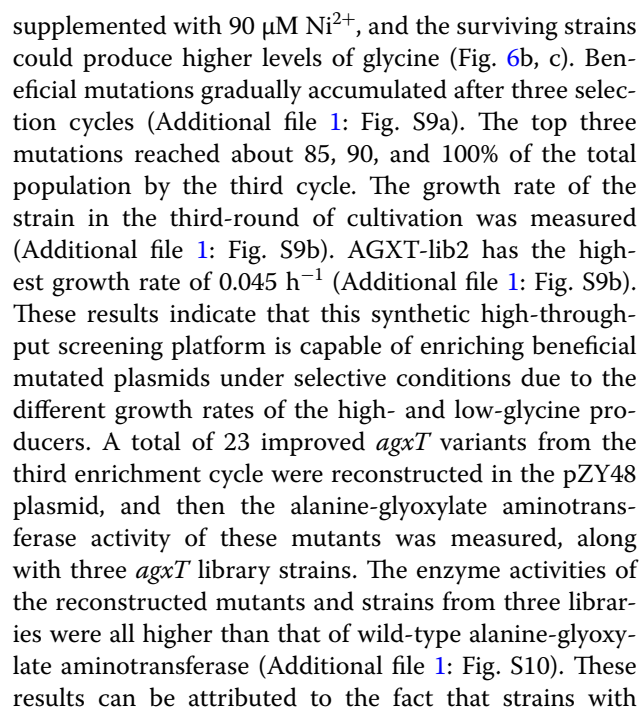 supplemented with 90 μM Ni²⁺, and the surviving strains
could produce higher levels of glycine (Fig. 6b, c). Ben-
eficial mutations gradually accumulated after three selec-
tion cycles (Additional file 1: Fig. S9a). The top three
mutations reached about 85, 90, and 100% of the total
population by the third cycle. The growth rate of the
strain in the third-round of cultivation was measured
(Additional file 1: Fig. S9b). AGXT-lib2 has the high-
est growth rate of 0.045 h⁻¹ (Additional file 1: Fig. S9b).
These results indicate that this synthetic high-through-
put screening platform is capable of enriching beneficial
mutated plasmids under selective conditions due to the
different growth rates of the high- and low-glycine pro-
ducers. A total of 23 improved agxT variants from the
third enrichment cycle were reconstructed in the pZY48
plasmid, and then the alanine-glyoxylate aminotrans-
ferase activity of these mutants was measured, along
with three agxT library strains. The enzyme activities of
the reconstructed mutants and strains from three librar-
ies were all higher than that of wild-type alanine-glyoxy-
late aminotransferase (Additional file 1: Fig. S10). These
results can be attributed to the fact that strains with